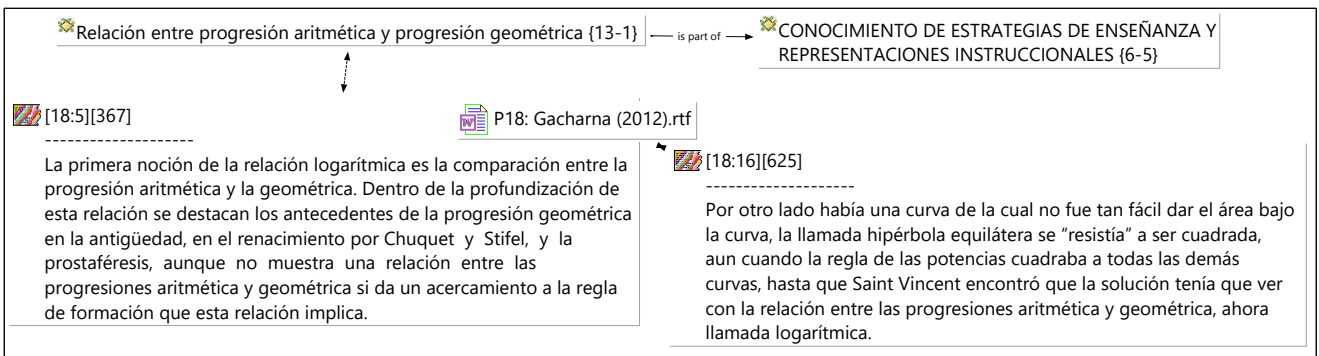 Relación entre progresión aritmética y progresión geométrica {13-1}
is part of
CONOCIMIENTO DE ESTRATEGIAS DE ENSEÑANZA Y
REPRESENTACIONES INSTRUCCIONALES {6-5}
[18:5][367]
--------------------
La primera noción de la relación logarítmica es la comparación entre la
progresión aritmética y la geométrica. Dentro de la profundización de
esta relación se destacan los antecedentes de la progresión geométrica
en la antigüedad, en el renacimiento por Chuquet y Stifel, y la
prostaféresis, aunque no muestra una relación entre las
progresiones aritmética y geométrica si da un acercamiento a la regla
de formación que esta relación implica.
P18: Gacharna (2012).rtf
[18:16][625]
--------------------
Por otro lado había una curva de la cual no fue tan fácil dar el área bajo
la curva, la llamada hipérbola equilátera se “resistía” a ser cuadrada,
aun cuando la regla de las potencias cuadraba a todas las demás
curvas, hasta que Saint Vincent encontró que la solución tenía que ver
con la relación entre las progresiones aritmética y geométrica, ahora
llamada logarítmica.